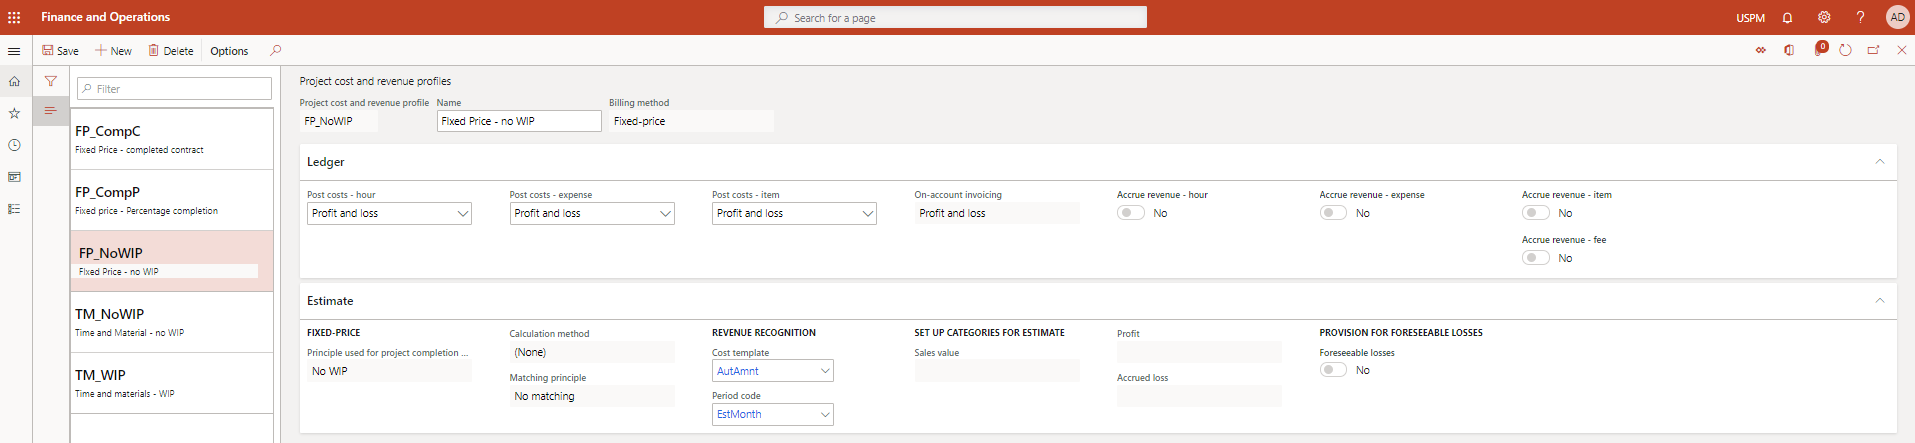 Finance and Operations
Search for a page
USPM
AD
Save
New
Delete
Options
0
Filter
FP_CompC
Fixed Price - completed contract
FP_CompP
Fixed price - Percentage completion
FP_NoWIP
Fixed Price - no WIP
TM_NoWIP
Time and Material - no WIP
TM_WIP
Time and materials - WIP
Project cost and revenue profiles
Project cost and revenue profile
Name
Billing method
FP_NoWIP
Fixed Price - no WIP
Fixed-price
Ledger
Post costs - hour
Post costs - expense
Post costs - item
On-account invoicing
Accrue revenue - hour
Accrue revenue - expense
Accrue revenue - item
Profit and loss
Profit and loss
Profit and loss
Profit and loss
No
No
No
Accrue revenue - fee
No
Estimate
FIXED-PRICE
Principle used for project completion ...
No WIP
Calculation method
(None)
Matching principle
No matching
REVENUE RECOGNITION
Cost template
AutAmnt
Period code
EstMonth
SET UP CATEGORIES FOR ESTIMATE
Sales value
Profit
Accrued loss
PROVISION FOR FORESEEABLE LOSSES
Foreseeable losses
No